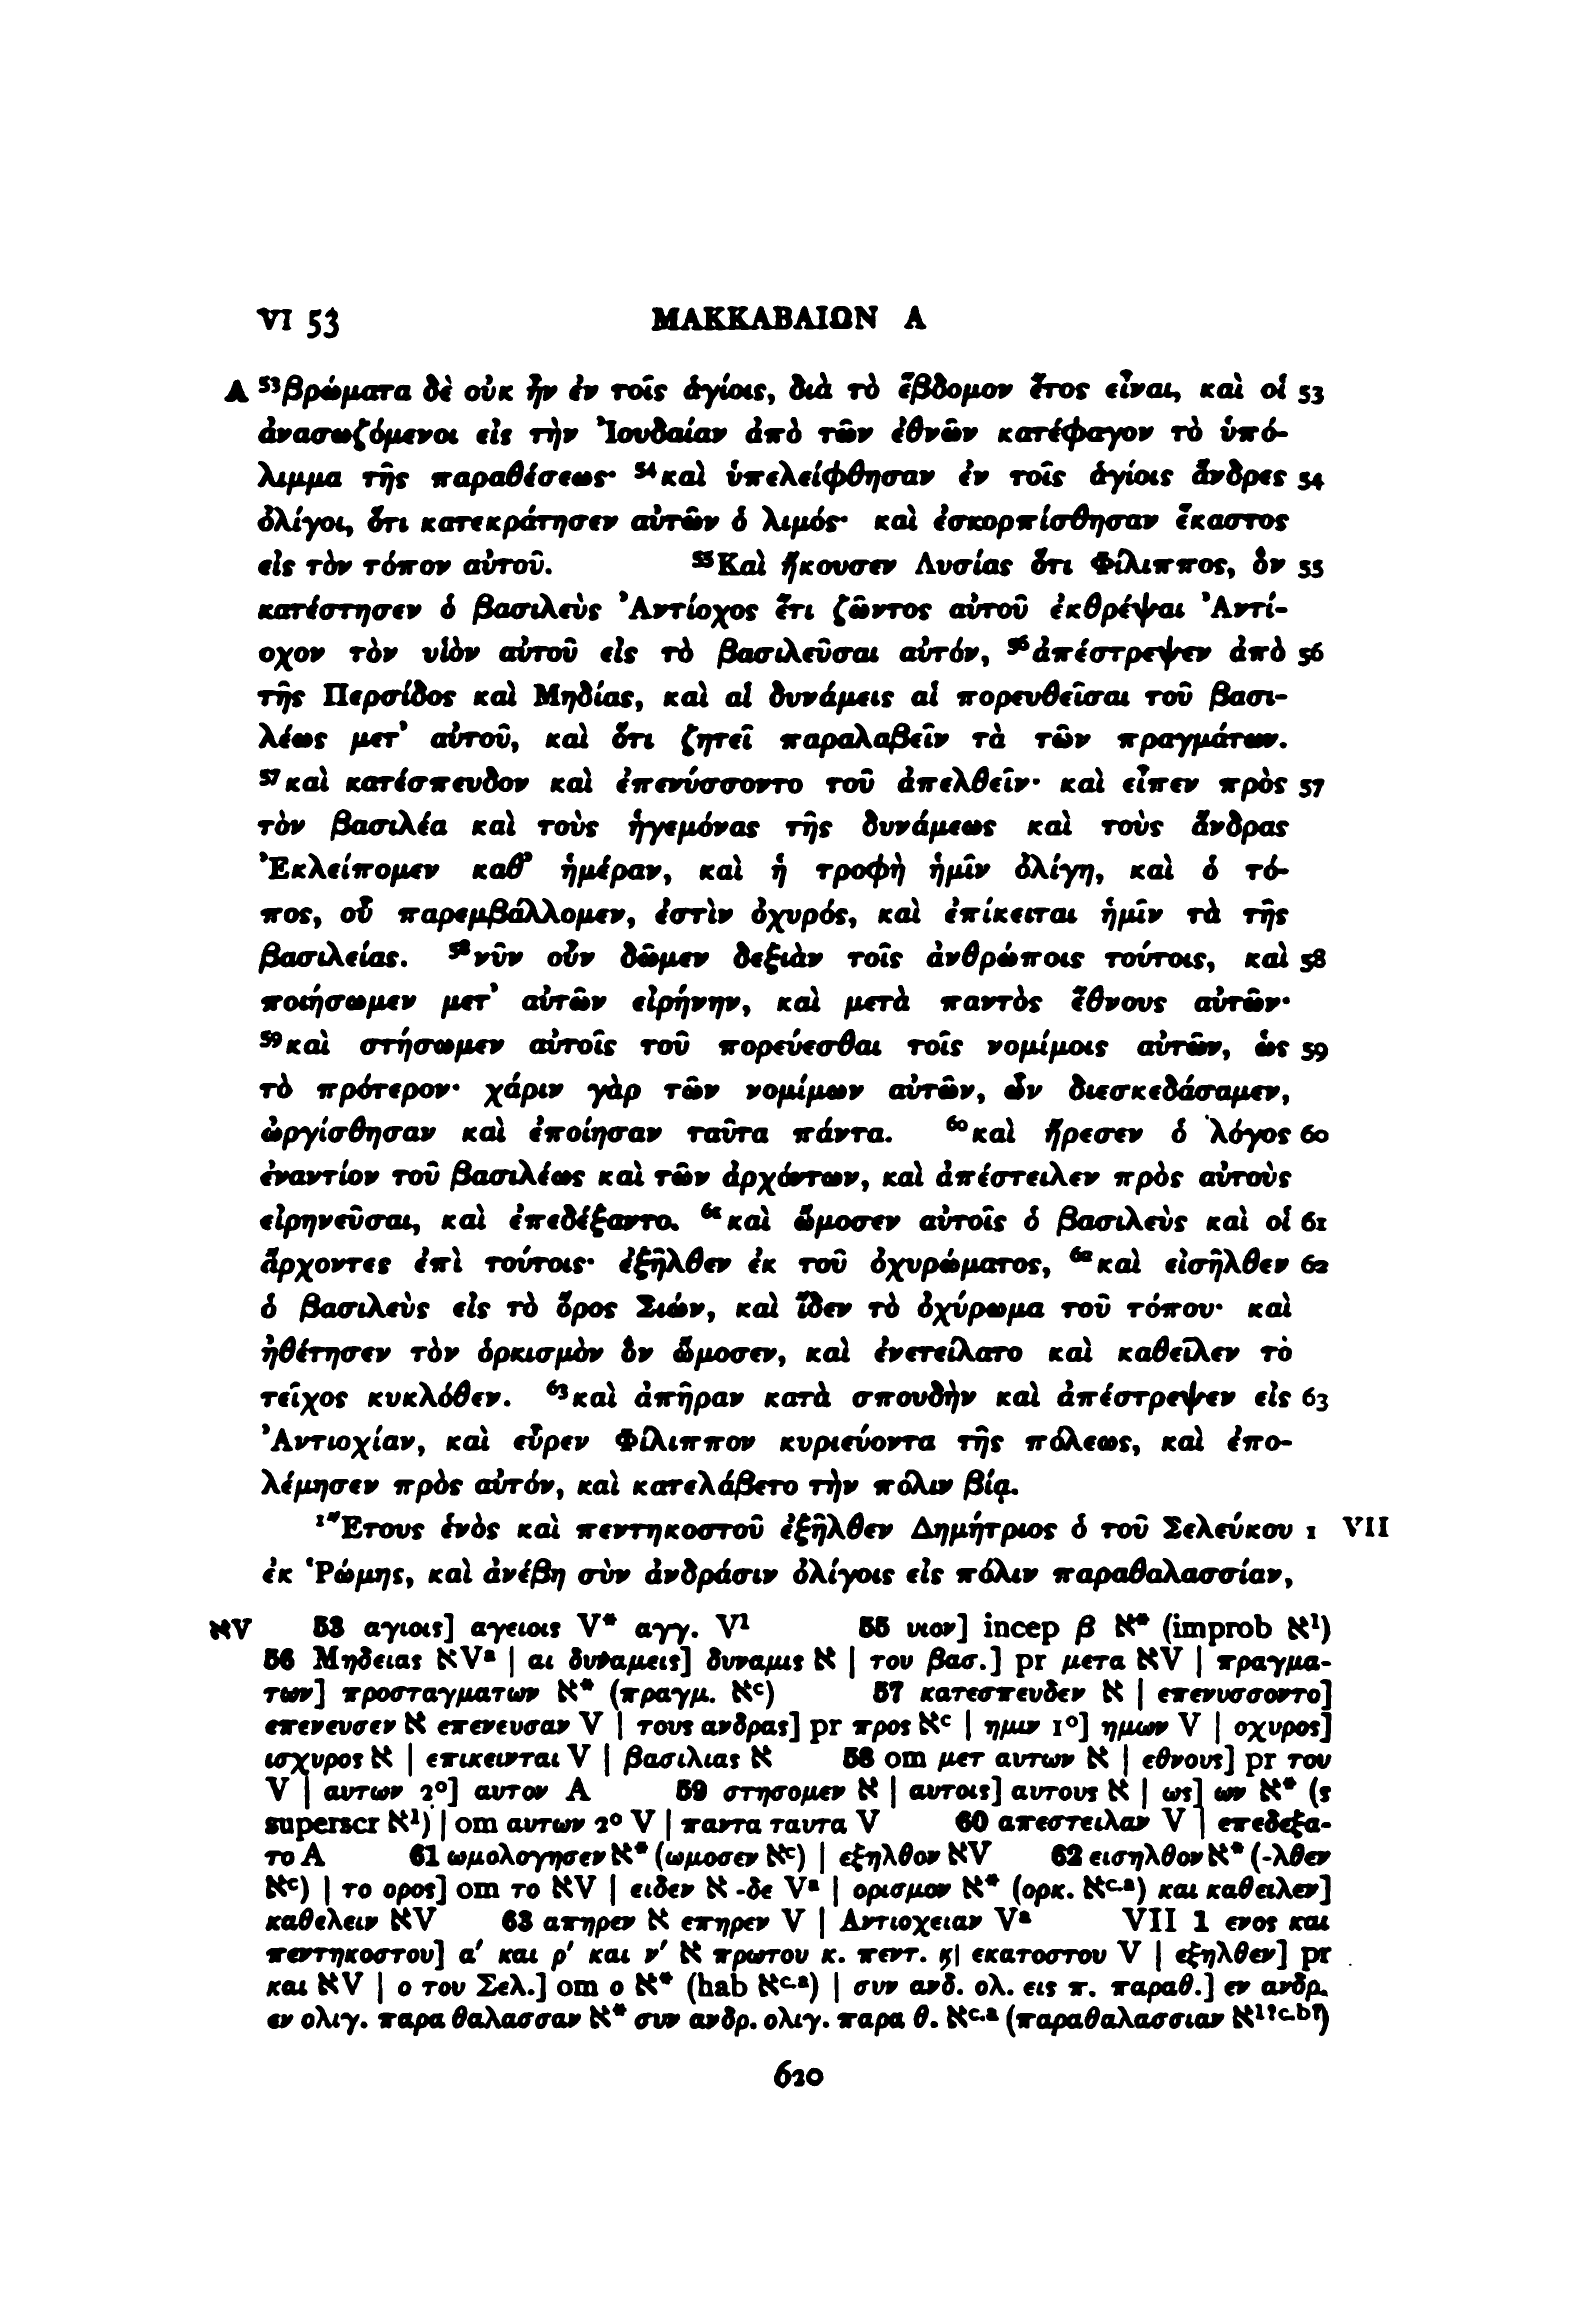 VI 53 ΜΑΚΚΑΒΑΙΩΝ Α
A ⁵³βρώματα δὲ οὐκ ἦν ἐν τοῖς ἁγίοις, διὰ τὸ ἕβδομον ἔτος εἶναι, καὶ οἱ 53
ἀνασωζόμενοι εἰς τὴν Ἰουδαίαν ἀπὸ τῶν ἐθνῶν κατέφαγον τὸ ὑπό-
λιμμα τῆς παραθέσεως· ⁵⁴καὶ ὑπελείφθησαν ἐν τοῖς ἁγίοις ἄνδρες 54
ὀλίγοι, ὅτι κατεκράτησεν αὐτῶν ὁ λιμός· καὶ ἐσκορπίσθησαν ἕκαστος
εἰς τὸν τόπον αὐτοῦ. ⁵⁵Καὶ ἤκουσεν Λυσίας ὅτι Φίλιππος, ὃν 55
κατέστησεν ὁ βασιλεὺς Ἀντίοχος ἔτι ζῶντος αὐτοῦ ἐκθρέψαι Ἀντί-
οχον τὸν υἱὸν αὐτοῦ εἰς τὸ βασιλεῦσαι αὐτόν, ⁵⁶ἀπέστρεψεν ἀπὸ 56
τῆς Περσίδος καὶ Μηδίας, καὶ αἱ δυνάμεις αἱ πορευθεῖσαι τοῦ βασι-
λέως μετ᾽ αὐτοῦ, καὶ ὅτι ζητεῖ παραλαβεῖν τὰ τῶν πραγμάτων.
⁵⁷καὶ κατέσπευδον καὶ ἐπενύσσοντο τοῦ ἀπελθεῖν· καὶ εἶπεν πρὸς 57
τὸν βασιλέα καὶ τοὺς ἡγεμόνας τῆς δυνάμεως καὶ τοὺς ἄνδρας
Ἐκλείπομεν καθ᾽ ἡμέραν, καὶ ἡ τροφὴ ἡμῖν ὀλίγη, καὶ ὁ τό-
πος, οὗ παρεμβάλλομεν, ἐστὶν ὀχυρός, καὶ ἐπίκειται ἡμῖν τὰ τῆς
βασιλείας. ⁵⁸νῦν οὖν δῶμεν δεξιὰν τοῖς ἀνθρώποις τούτοις, καὶ 58
ποιήσωμεν μετ᾽ αὐτῶν εἰρήνην, καὶ μετὰ παντὸς ἔθνους αὐτῶν·
⁵⁹καὶ στήσωμεν αὐτοῖς τοῦ πορεύεσθαι τοῖς νομίμοις αὐτῶν, ὡς 59
τὸ πρότερον· χάριν γὰρ τῶν νομίμων αὐτῶν, ὧν διεσκεδάσαμεν,
ὠργίσθησαν καὶ ἐποίησαν ταῦτα πάντα. ⁶⁰καὶ ἤρεσεν ὁ λόγος 60
ἐναντίον τοῦ βασιλέως καὶ τῶν ἀρχόντων, καὶ ἀπέστειλεν πρὸς αὐτοὺς
εἰρηνεῦσαι, καὶ ἐπεδέξαντο. ⁶¹καὶ ὤμοσεν αὐτοῖς ὁ βασιλεὺς καὶ οἱ 61
ἄρχοντες ἐπὶ τούτοις· ἐξῆλθεν ἐκ τοῦ ὀχυρώματος, ⁶²καὶ εἰσῆλθεν 62
ὁ βασιλεὺς εἰς τὸ ὄρος Σιών, καὶ ἴδεν τὸ ὀχύρωμα τοῦ τόπου· καὶ
ἠθέτησεν τὸν ὁρκισμὸν ὃν ὤμοσεν, καὶ ἐνετείλατο καὶ καθεῖλεν τὸ
τεῖχος κυκλόθεν. ⁶³καὶ ἀπῆραν κατὰ σπουδὴν καὶ ἀπέστρεψεν εἰς 63
Ἀντιοχίαν, καὶ εὗρεν Φίλιππον κυριεύοντα τῆς πόλεως, καὶ ἐπο-
λέμησεν πρὸς αὐτόν, καὶ κατελάβετο τὴν πόλιν βίᾳ.
¹Ἔτους ἑνὸς καὶ πεντηκοστοῦ ἐξῆλθεν Δημήτριος ὁ τοῦ Σελεύκου 1 VII
ἐκ Ῥώμης, καὶ ἀνέβη σὺν ἀνδράσιν ὀλίγοις εἰς πόλιν παραθαλασσίαν,
אV 53 αγιοις] αγειοις V* αγγ. V¹ 55 υιον] incep β א* (improb א¹)
56 Μηδειας אVᵃ | αι δυναμεις] δυναμις א | του βασ.] pr μετα אV | πραγμα-
των] προσταγματων א* (πραγμ. אᶜ) 57 κατεσπευδεν א | επενυσσοντο]
επενευσεν א επενευσαν V | τους ανδρας] pr προς אᶜ | ημιν 1°] ημων V | οχυρος]
ισχυρος א | επικεινται V | βασιλιας א 58 om μετ αυτων א | εθνους] pr του
V | αυτων 2°] αυτον A 59 στησομεν א | αυτοις] αυτους א | ως] ων א* (s
superscr א¹) | om αυτων 2° V | παντα ταυτα V 60 απεστειλαν V | επεδεξα-
το A 61 ωμολογησεν א* (ωμοσεν אᶜ) | εξηλθον אV 62 εισηλθον א* (-λθεν
אᶜ) | το ορος] om το אV | ειδεν א -δε Vᵃ | ορισμον א* (ορκ. אᶜ·ᵃ) και καθειλεν]
καθελειν אV 63 απηρεν א επηρεν V | Αντιοχειαν Vᵃ VII 1 ενος και
πεντηκοστου] α΄ και ρ΄ και ν΄ א πρωτου κ. πεντ. ϗ| εκατοστου V | εξηλθεν] pr
και אV | ο του Σελ.] om ο א* (hab אᶜ·ᵃ) | συν ανδ. ολ. εις π. παραθ.] εν ανδρ.
εν ολιγ. παρα θαλασσαν א* συν ανδρ. ολιγ. παρα θ. אᶜ·ᵃ (παραθαλασσιαν א¹ˀᶜ·ᵇˀ)
620